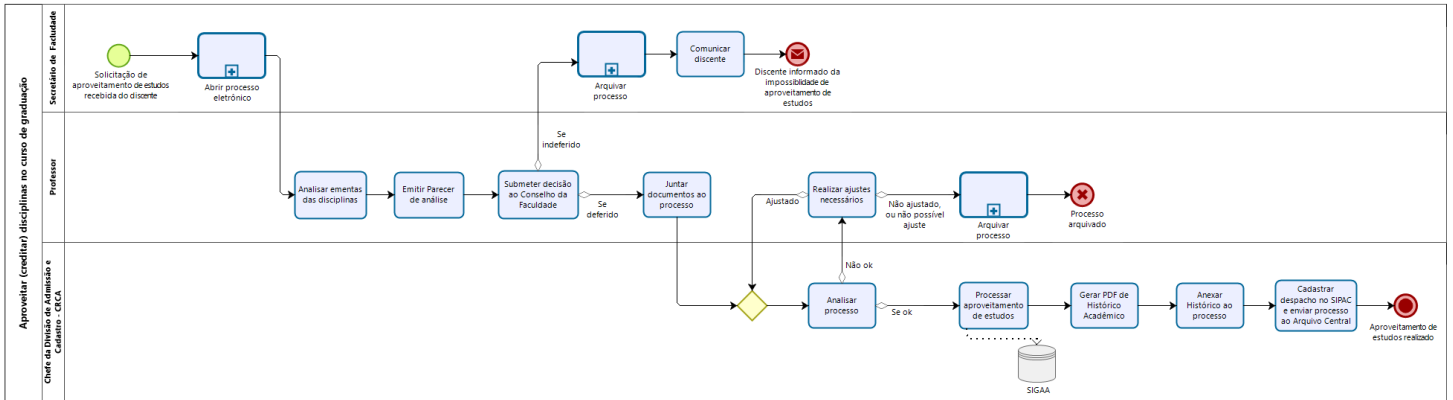 Aproveitar (creditar) disciplinas no curso de graduação
Secretário de Facludade
Solicitação de
aproveitamento de estudos
recebida do discente
Abrir processo
eletrônico
Arquivar
processo
Comunicar
discente
Discente informado da
impossiblidade de
aproveitamento de
estudos
Professor
Analisar ementas
das disciplinas
Emitir Parecer
de análise
Submeter decisão
ao Conselho da
Faculdade
Se
indeferido
Se
deferido
Juntar
documentos ao
processo
Ajustado
Realizar ajustes
necessários
Não ajustado,
ou não possível
ajuste
Arquivar
processo
Processo
arquivado
Chefe da Divisão de Admissão e
Cadastro - CRCA
Não ok
Analisar
processo
Se ok
Processar
aproveitamento
de estudos
SIGAA
Gerar PDF de
Histórico
Acadêmico
Anexar
Histórico ao
processo
Cadastrar
despacho no SIPAC
e enviar processo
ao Arquivo Central
Aproveitamento de
estudos realizado